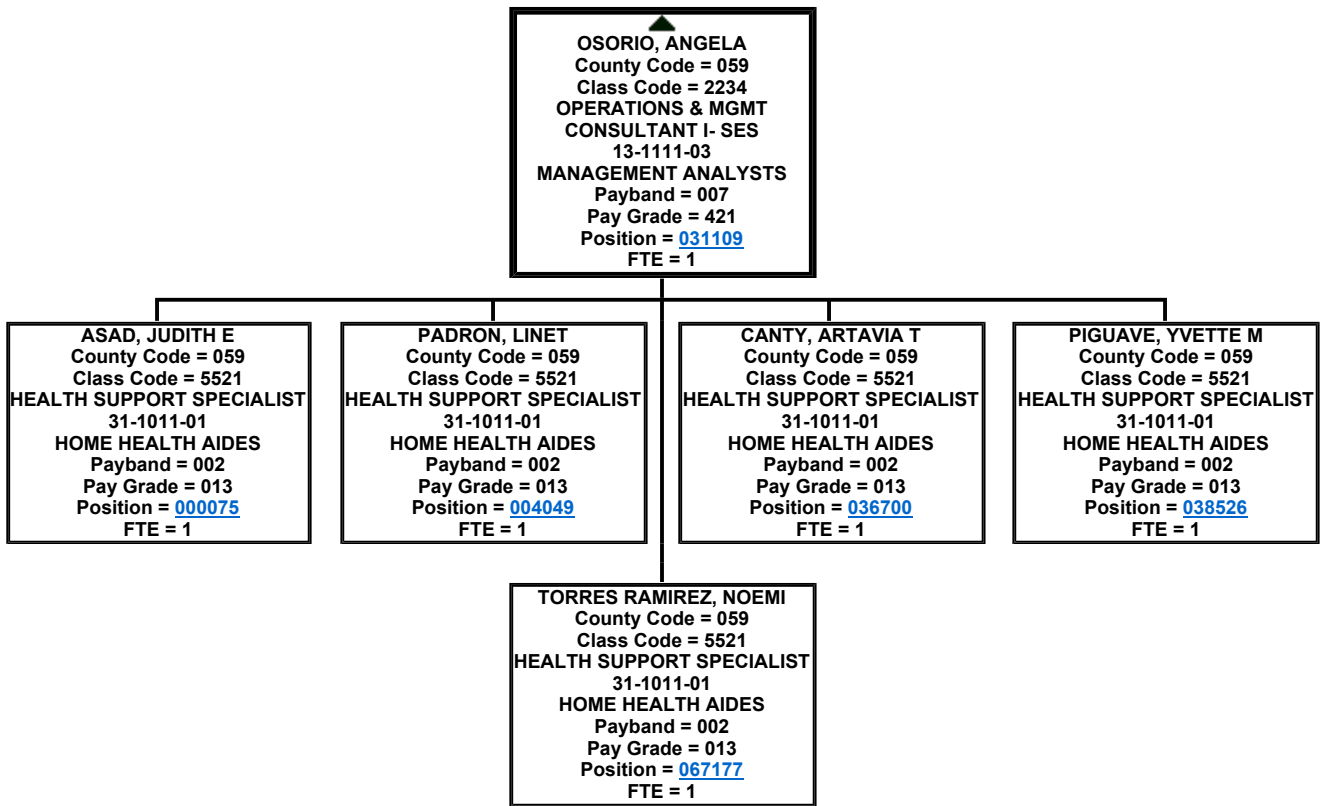 OSORIO, ANGELA
County Code = 059
Class Code = 2234
OPERATIONS & MGMT
CONSULTANT I- SES
13-1111-03
MANAGEMENT ANALYSTS
Payband = 007
Pay Grade = 421
Position = 031109
FTE = 1
ASAD, JUDITH E
County Code = 059
Class Code = 5521
HEALTH SUPPORT SPECIALIST
31-1011-01
HOME HEALTH AIDES
Payband = 002
Pay Grade = 013
Position = 000075
FTE = 1
PADRON, LINET
County Code = 059
Class Code = 5521
HEALTH SUPPORT SPECIALIST
31-1011-01
HOME HEALTH AIDES
Payband = 002
Pay Grade = 013
Position = 004049
FTE = 1
CANTY, ARTAVIA T
County Code = 059
Class Code = 5521
HEALTH SUPPORT SPECIALIST
31-1011-01
HOME HEALTH AIDES
Payband = 002
Pay Grade = 013
Position = 036700
FTE = 1
PIGUAVE, YVETTE M
County Code = 059
Class Code = 5521
HEALTH SUPPORT SPECIALIST
31-1011-01
HOME HEALTH AIDES
Payband = 002
Pay Grade = 013
Position = 038526
FTE = 1
TORRES RAMIREZ, NOEMI
County Code = 059
Class Code = 5521
HEALTH SUPPORT SPECIALIST
31-1011-01
HOME HEALTH AIDES
Payband = 002
Pay Grade = 013
Position = 067177
FTE = 1